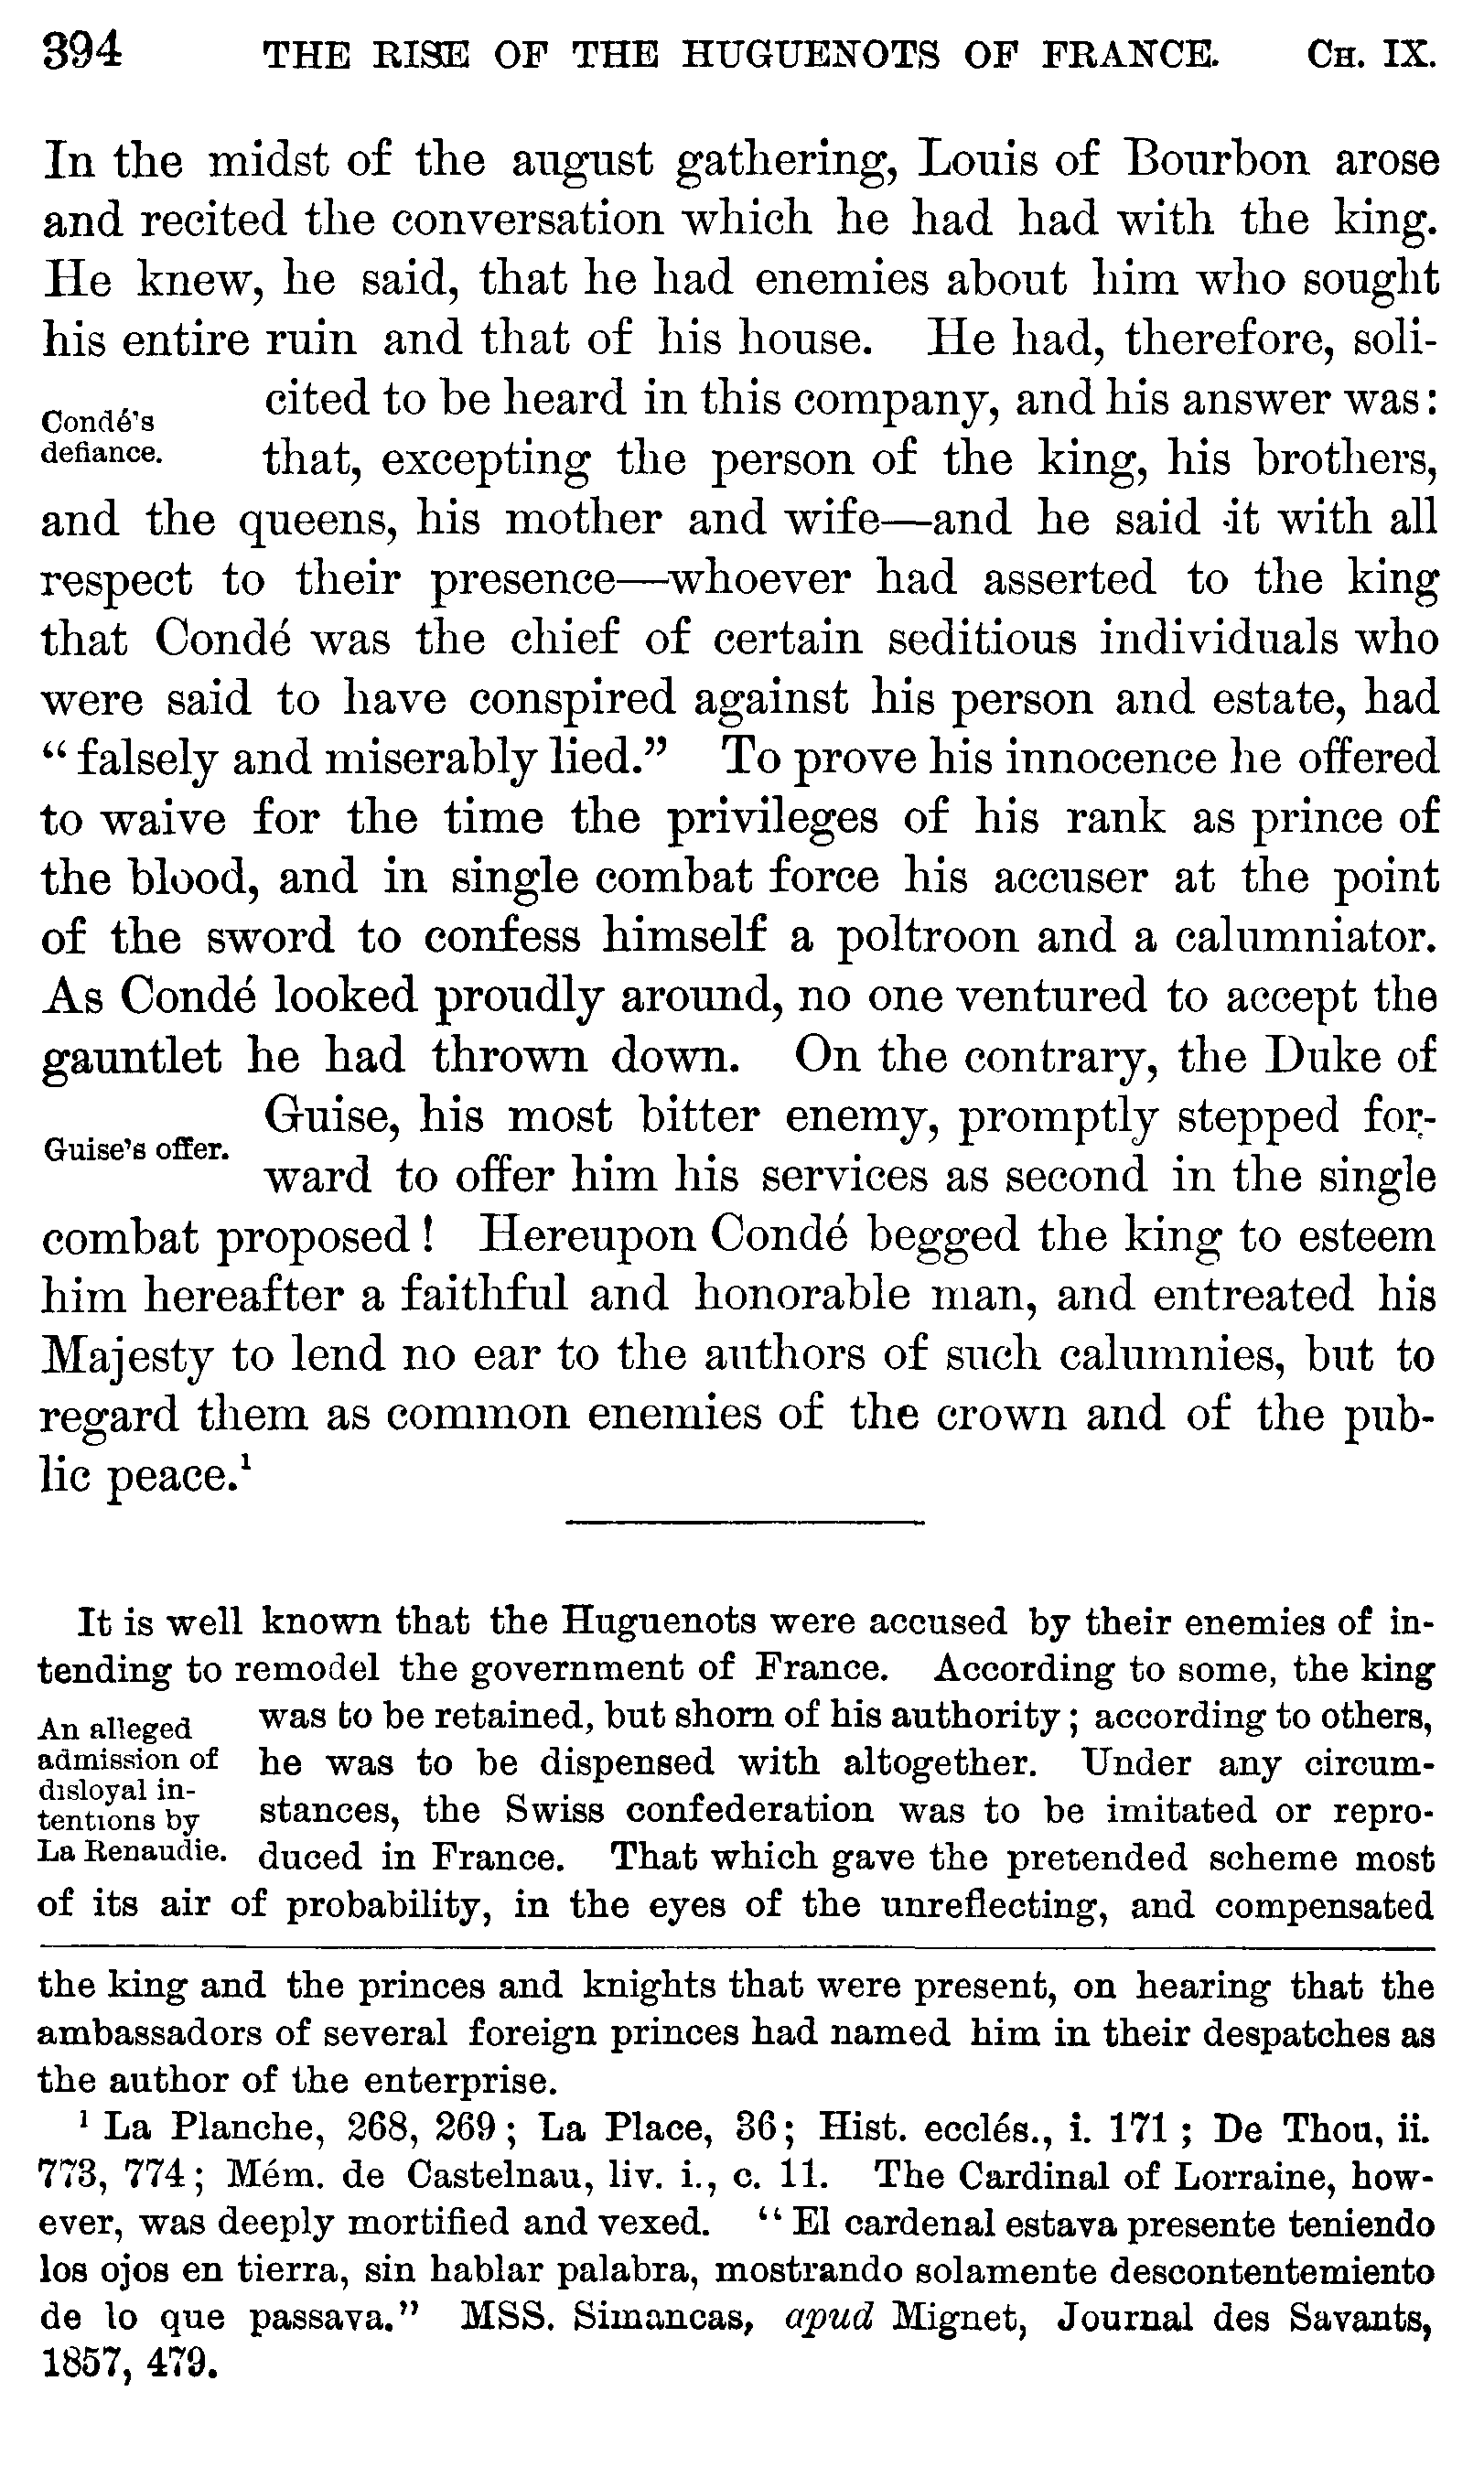 394 THE RISE OF THE HUGUENOTS OF FRANCE. CH. IX.
In the midst of the august gathering, Louis of Bourbon arose
and recited the conversation which he had had with the king.
He knew, he said, that he had enemies about him who sought
his entire ruin and that of his house. He had, therefore, soli-
cited to be heard in this company, and his answer was:
Condé's
defiance.
that, excepting the person of the king, his brothers,
and the queens, his mother and wife—and he said it with all
respect to their presence—whoever had asserted to the king
that Condé was the chief of certain seditious individuals who
were said to have conspired against his person and estate, had
“falsely and miserably lied.” To prove his innocence he offered
to waive for the time the privileges of his rank as prince of
the blood, and in single combat force his accuser at the point
of the sword to confess himself a poltroon and a calumniator.
As Condé looked proudly around, no one ventured to accept the
gauntlet he had thrown down. On the contrary, the Duke of
Guise, his most bitter enemy, promptly stepped for-
Guise's offer.
ward to offer him his services as second in the single
combat proposed! Hereupon Condé begged the king to esteem
him hereafter a faithful and honorable man, and entreated his
Majesty to lend no ear to the authors of such calumnies, but to
regard them as common enemies of the crown and of the pub-
lic peace.¹
It is well known that the Huguenots were accused by their enemies of in-
tending to remodel the government of France. According to some, the king
was to be retained, but shorn of his authority; according to others,
An alleged
admission of
disloyal in-
tentions by
La Renaudie.
he was to be dispensed with altogether. Under any circum-
stances, the Swiss confederation was to be imitated or repro-
duced in France. That which gave the pretended scheme most
of its air of probability, in the eyes of the unreflecting, and compensated
the king and the princes and knights that were present, on hearing that the
ambassadors of several foreign princes had named him in their despatches as
the author of the enterprise.
¹ La Planche, 268, 269; La Place, 36; Hist. ecclés., i. 171; De Thou, ii.
773, 774; Mém. de Castelnau, liv. i., c. 11. The Cardinal of Lorraine, how-
ever, was deeply mortified and vexed. “El cardenal estava presente teniendo
los ojos en tierra, sin hablar palabra, mostrando solamente descontentemiento
de lo que passava.” MSS. Simancas, apud Mignet, Journal des Savants,
1857, 479.